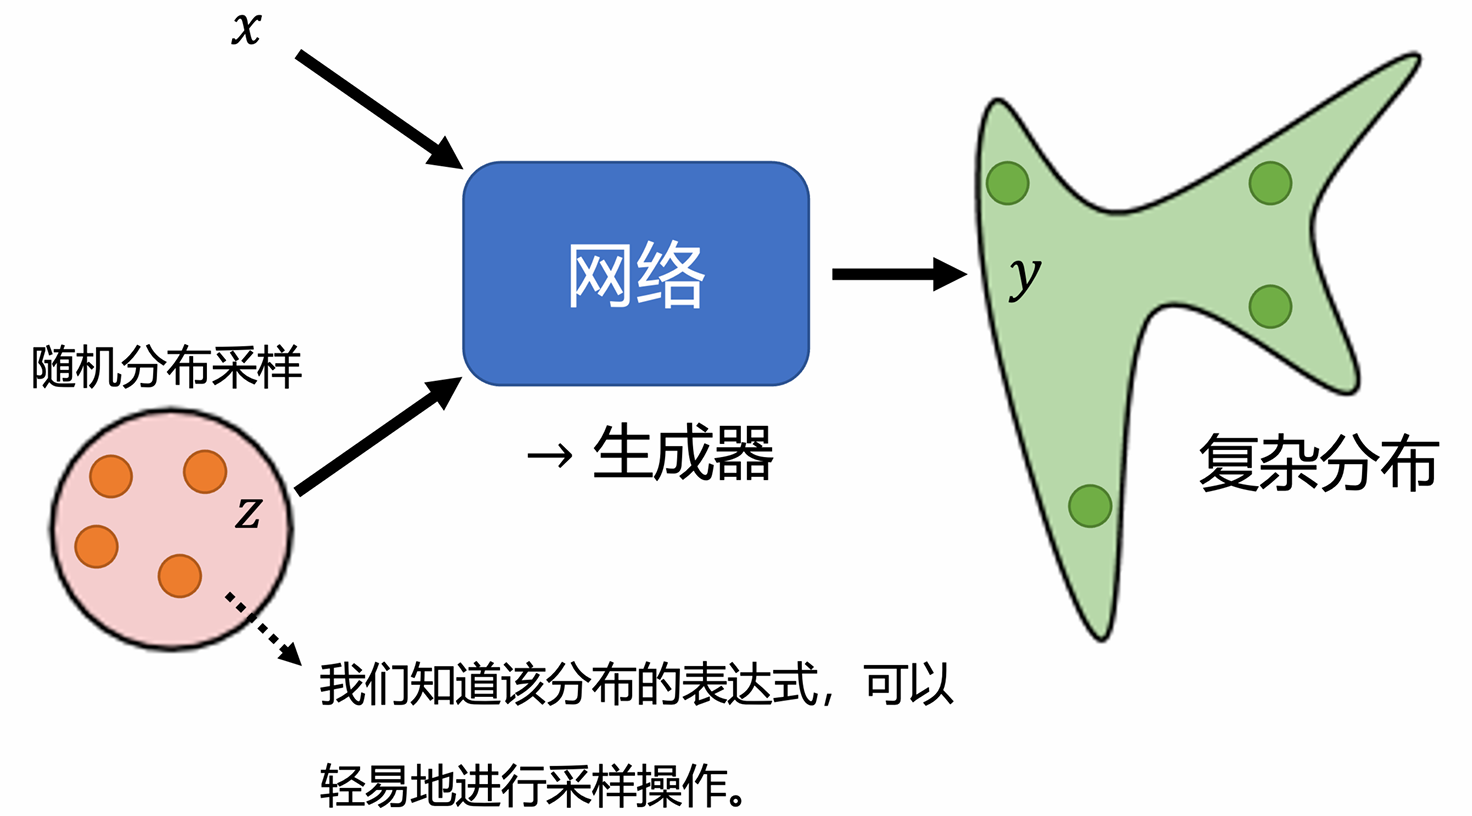 x
网络
y
随机分布采样
→ 生成器
复杂分布
z
我们知道该分布的表达式，可以
轻易地进行采样操作。